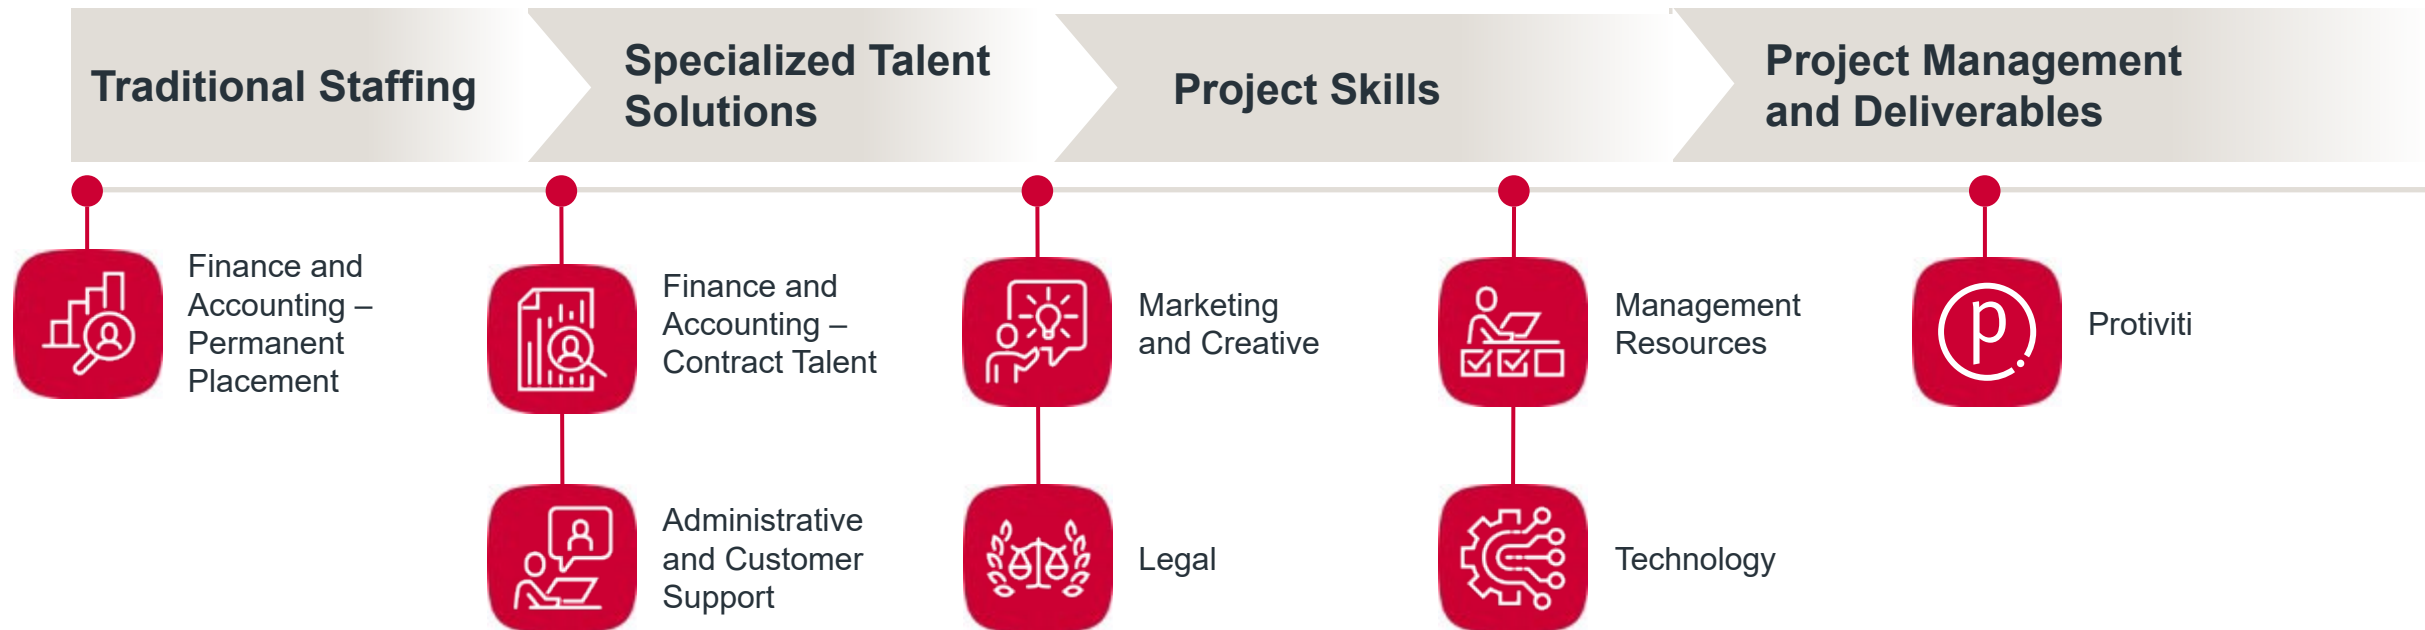 Traditional Staffing
Specialized Talent
Solutions
Project Skills
Project Management
and Deliverables
Finance and
Accounting –
Permanent
Placement
Finance and
Accounting –
Contract Talent
Marketing
and Creative
Management
Resources
p
Protiviti
Administrative
and Customer
Support
Legal
Technology